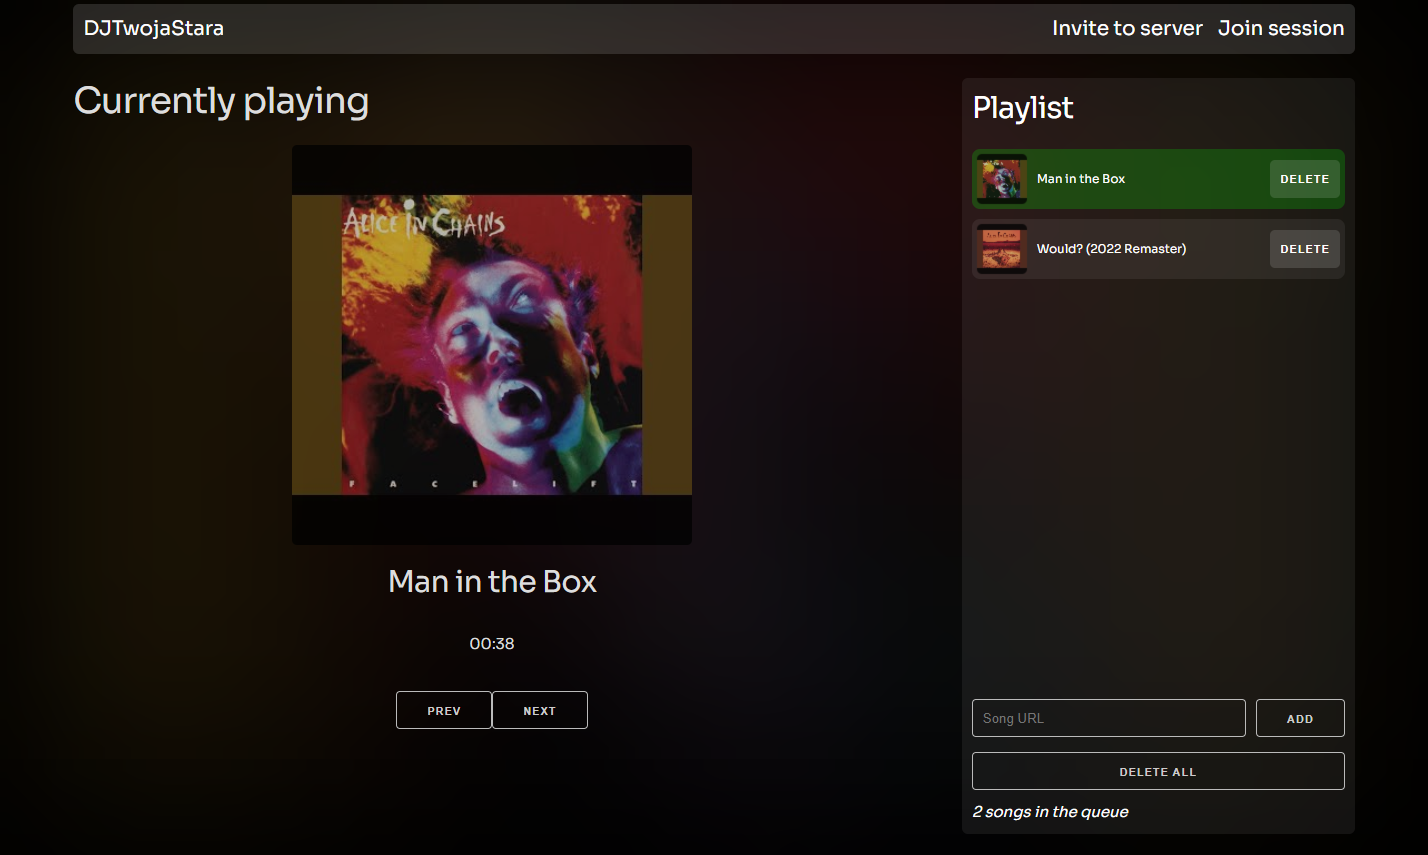 DJTwojaStara
Invite to server Join session
Currently playing
ALICE IN CHAINS
FACELIFT
Man in the Box
00:38
PREV NEXT
Playlist
Man in the Box DELETE
Would? (2022 Remaster) DELETE
Song URL ADD
DELETE ALL
2 songs in the queue